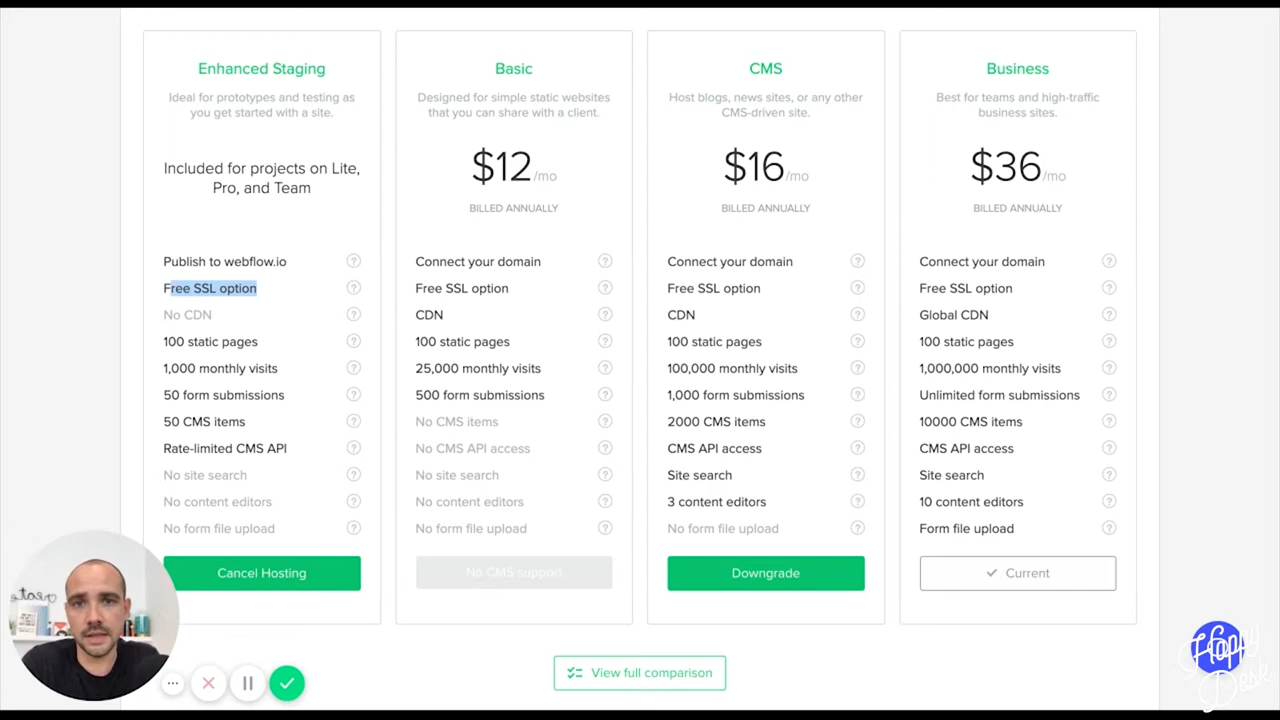 Enhanced Staging
Ideal for prototypes and testing as
you get started with a site.
Included for projects on Lite,
Pro, and Team
Publish to webflow.io
Free SSL option
No CDN
100 static pages
1,000 monthly visits
50 form submissions
50 CMS items
Rate-limited CMS API
No site search
No content editors
No form file upload
Cancel Hosting
Basic
Designed for simple static websites
that you can share with a client.
$12/mo
BILLED ANNUALLY
Connect your domain
Free SSL option
CDN
100 static pages
25,000 monthly visits
500 form submissions
No CMS items
No CMS API access
No site search
No content editors
No form file upload
No CMS support
CMS
Host blogs, news sites, or any other
CMS-driven site.
$16/mo
BILLED ANNUALLY
Connect your domain
Free SSL option
CDN
100 static pages
100,000 monthly visits
1,000 form submissions
2000 CMS items
CMS API access
Site search
3 content editors
No form file upload
Downgrade
Business
Best for teams and high-traffic
business sites.
$36/mo
BILLED ANNUALLY
Connect your domain
Free SSL option
Global CDN
100 static pages
1,000,000 monthly visits
Unlimited form submissions
10000 CMS items
CMS API access
Site search
10 content editors
Form file upload
Current
View full comparison
create
Happy
Desk